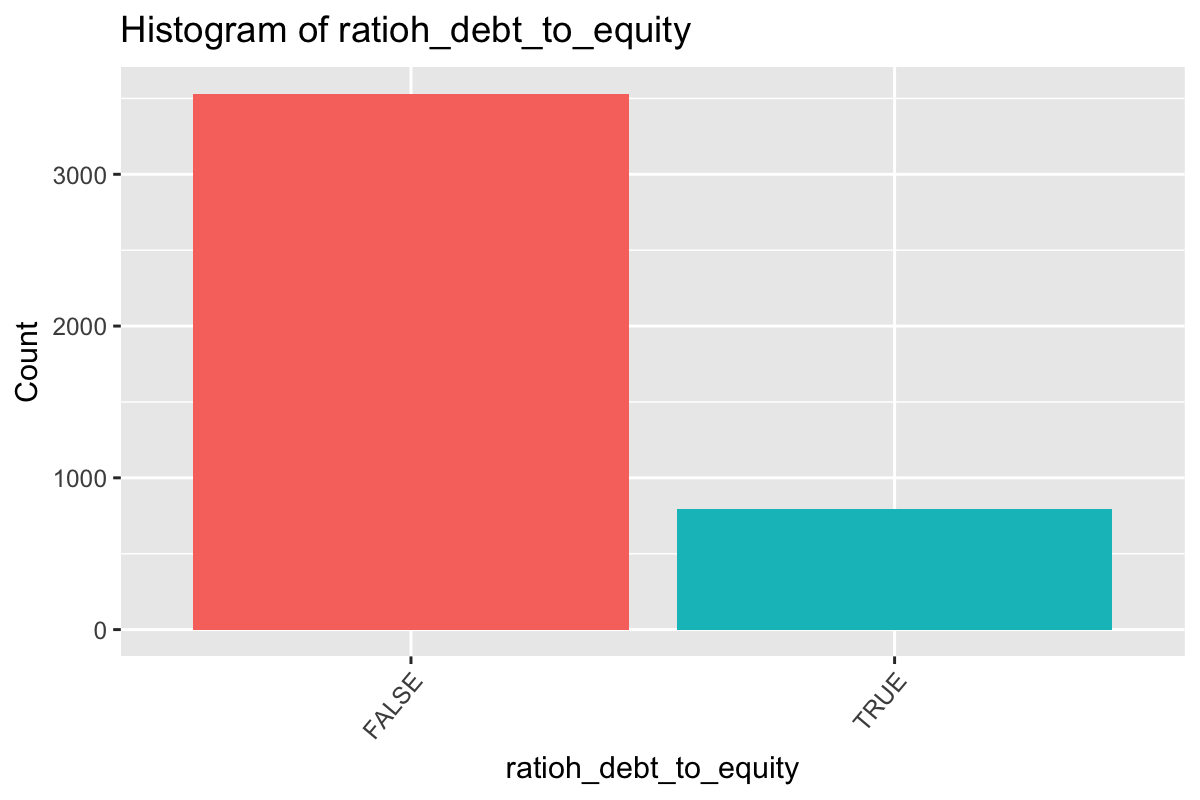 Histogram of ratioh_debt_to_equity
Count
3000
2000
1000
0
FALSE
TRUE
ratioh_debt_to_equity